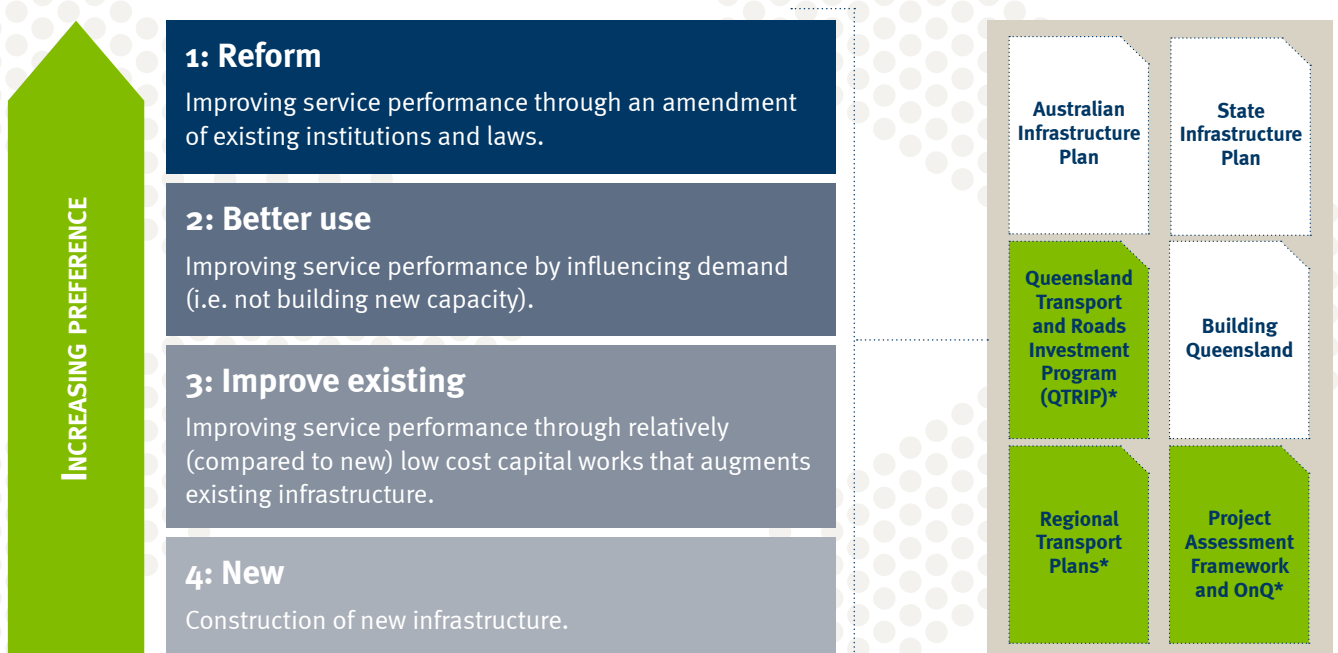 INCREASING PREFERENCE
1: Reform
Improving service performance through an amendment
of existing institutions and laws.
2: Better use
Improving service performance by influencing demand
(i.e. not building new capacity).
3: Improve existing
Improving service performance through relatively
(compared to new) low cost capital works that augments
existing infrastructure.
4: New
Construction of new infrastructure.
Australian
Infrastructure
Plan
State
Infrastructure
Plan
Queensland
Transport
and Roads
Investment
Program
(QTRIP)*
Building
Queensland
Regional
Transport
Plans*
Project
Assessment
Framework
and OnQ*